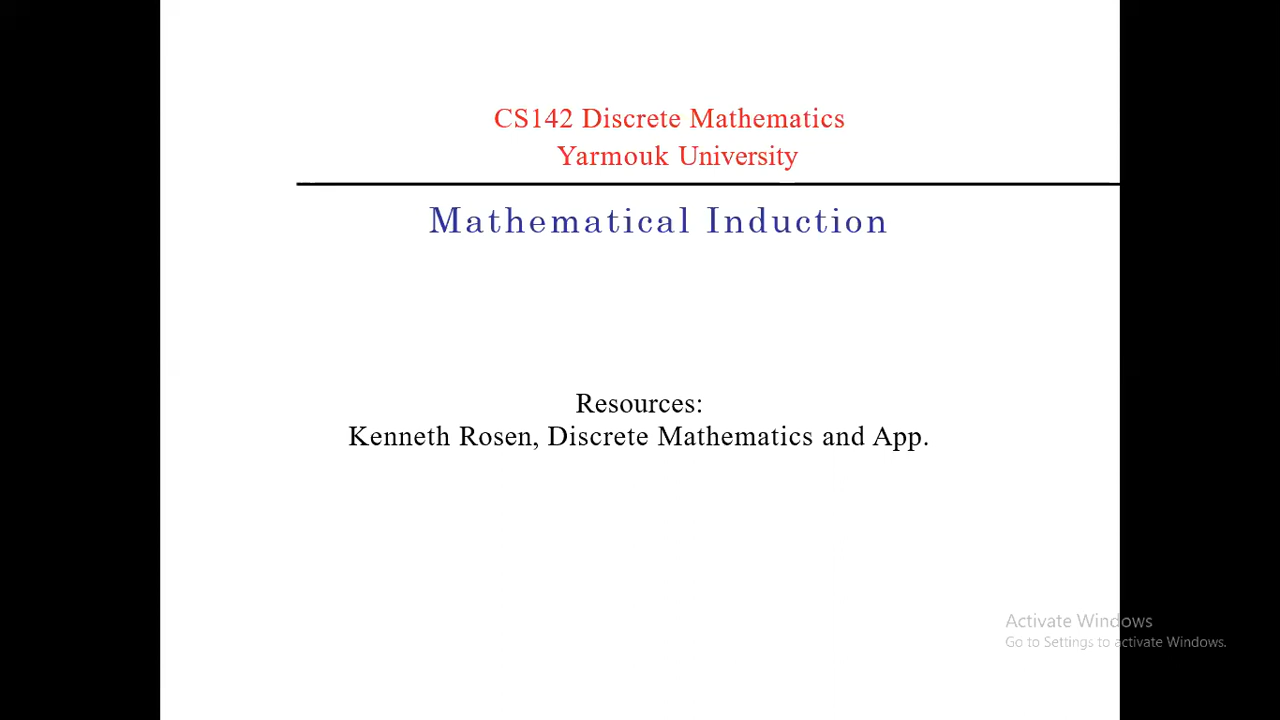 CS142 Discrete Mathematics
Yarmouk University
Mathematical Induction
Resources:
Kenneth Rosen, Discrete Mathematics and App.
Activate Windows
Go to Settings to activate Windows.